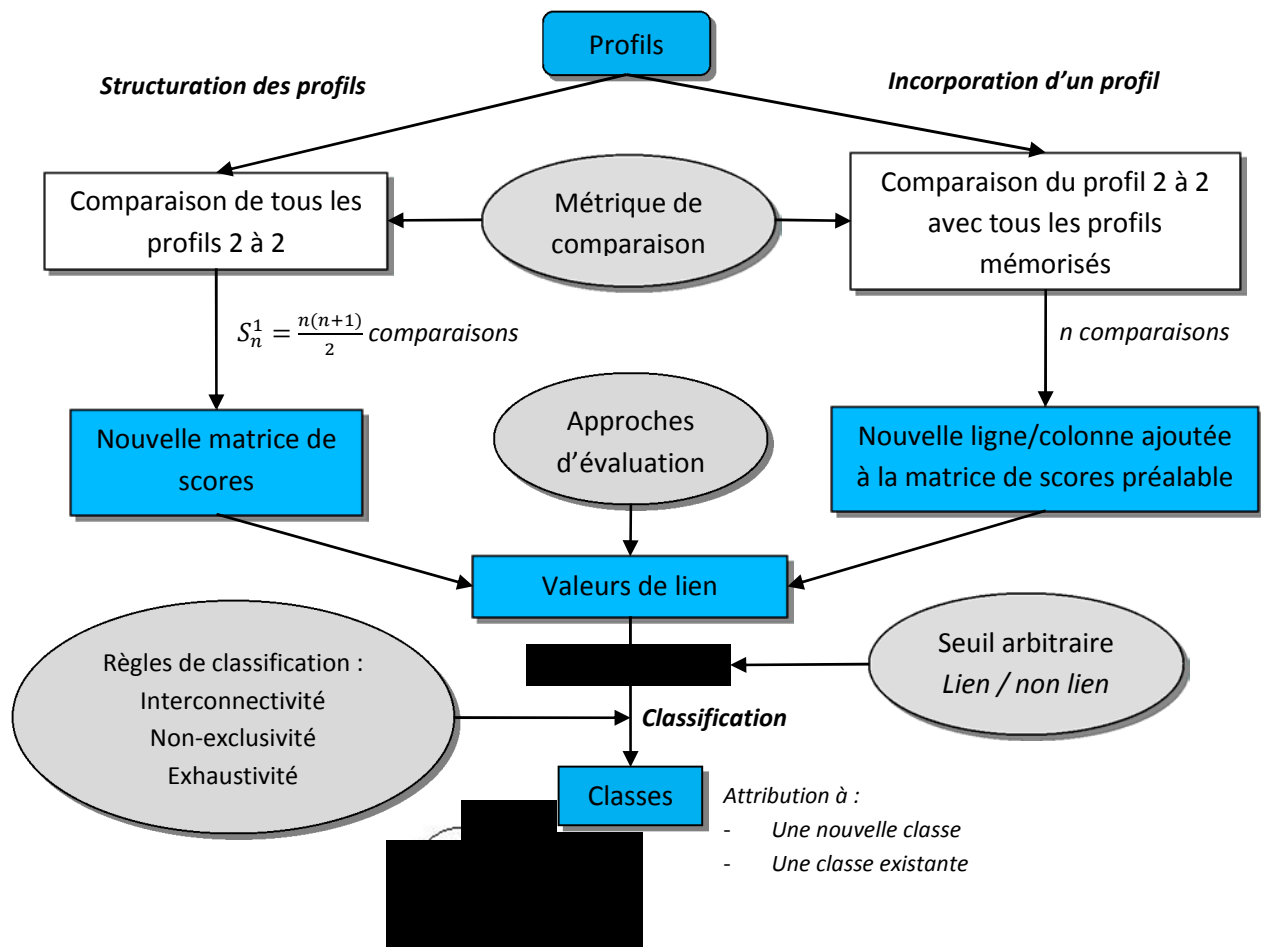 Profils
Structuration des profils
Incorporation d’un profil
Comparaison de tous les
profils 2 à 2
Métrique de
comparaison
Comparaison du profil 2 à 2
avec tous les profils
mémorisés
S_n^1 = n(n+1)/2 comparaisons
n comparaisons
Approches
d’évaluation
Nouvelle matrice de
scores
Nouvelle ligne/colonne ajoutée
à la matrice de scores préalable
Valeurs de lien
Règles de classification :
Interconnectivité
Non-exclusivité
Exhaustivité
Seuil arbitraire
Lien / non lien
Classification
Classes
Attribution à :
- Une nouvelle classe
- Une classe existante